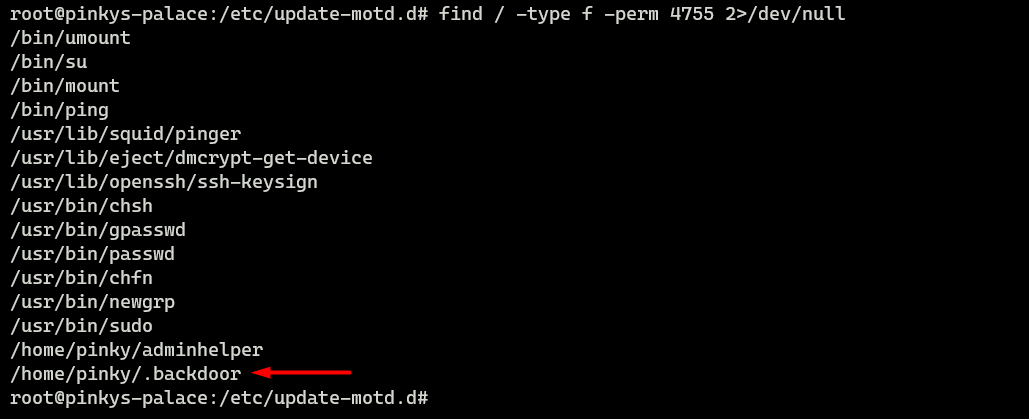 root@pinkys-palace:/etc/update-motd.d# find / -type f -perm 4755 2>/dev/null
/bin/umount
/bin/su
/bin/mount
/bin/ping
/usr/lib/squid/pinger
/usr/lib/eject/dmcrypt-get-device
/usr/lib/openssh/ssh-keysign
/usr/bin/chsh
/usr/bin/gpasswd
/usr/bin/passwd
/usr/bin/chfn
/usr/bin/newgrp
/usr/bin/sudo
/home/pinky/adminhelper
/home/pinky/.backdoor
root@pinkys-palace:/etc/update-motd.d#